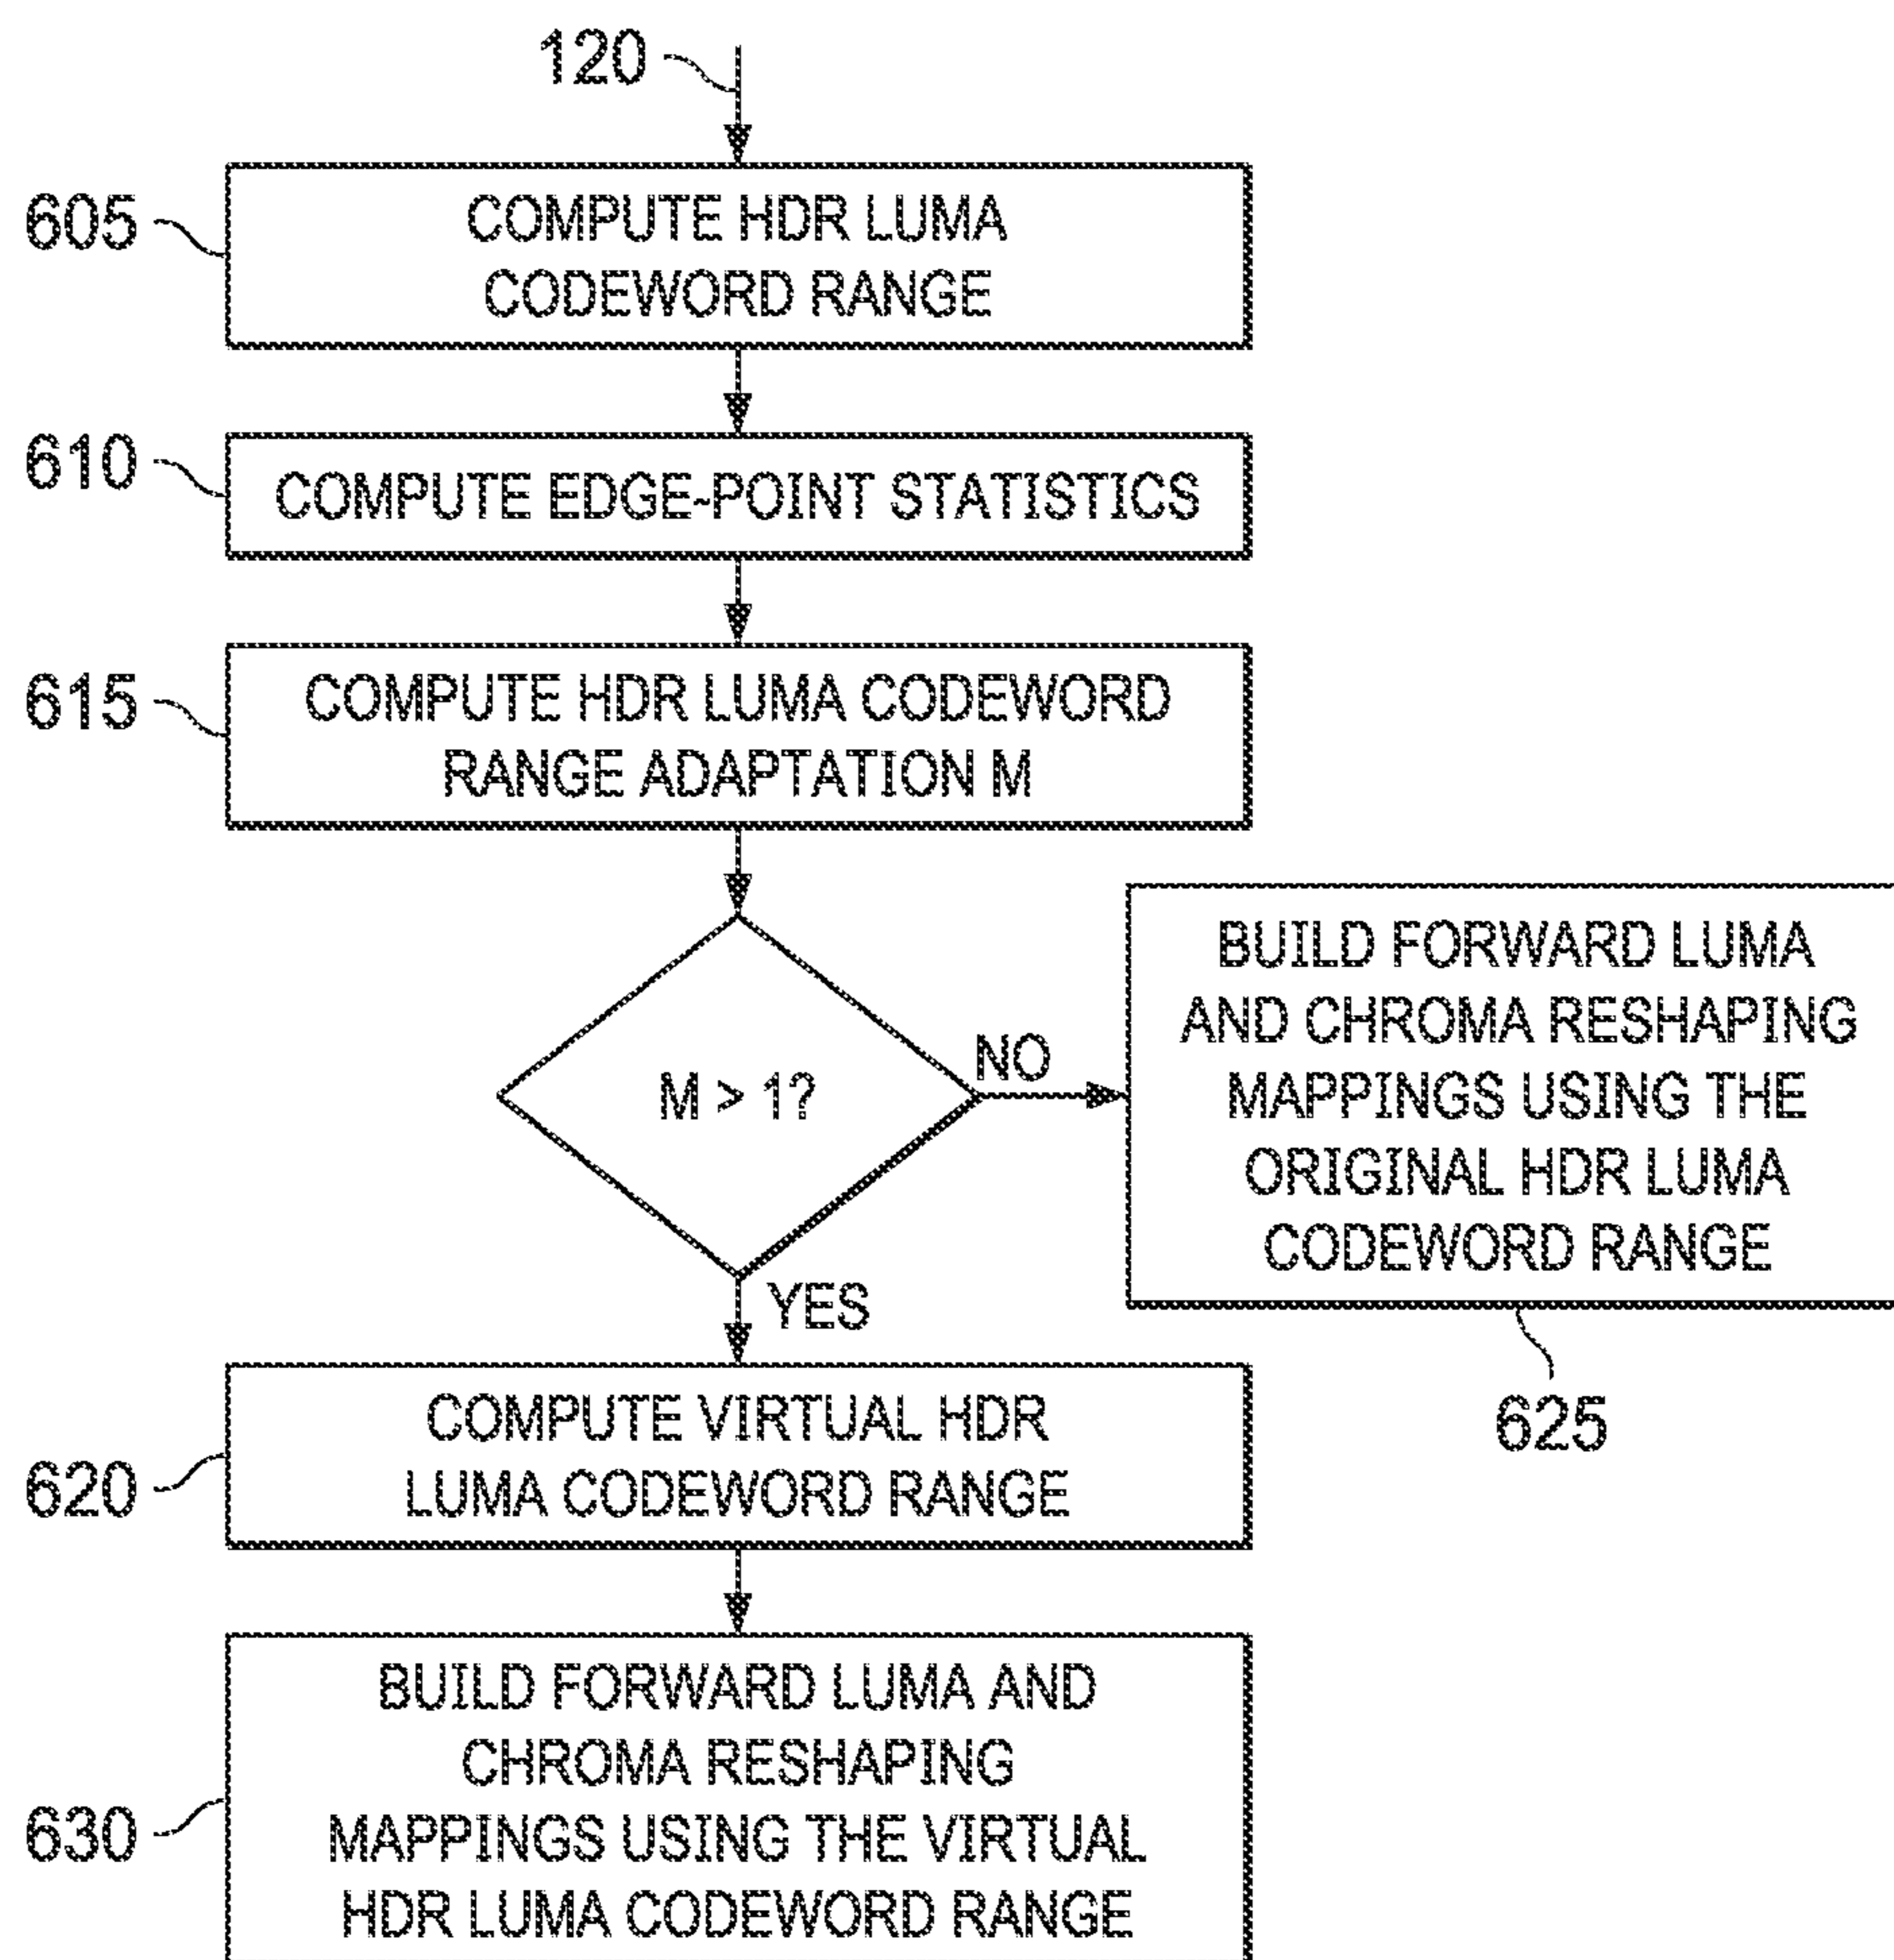 120
605
COMPUTE HDR LUMA
CODEWORD RANGE
610
COMPUTE EDGE-POINT STATISTICS
615
COMPUTE HDR LUMA CODEWORD
RANGE ADAPTATION M
M > 1?
NO
BUILD FORWARD LUMA
AND CHROMA RESHAPING
MAPPINGS USING THE
ORIGINAL HDR LUMA
CODEWORD RANGE
625
YES
620
COMPUTE VIRTUAL HDR
LUMA CODEWORD RANGE
630
BUILD FORWARD LUMA AND
CHROMA RESHAPING
MAPPINGS USING THE VIRTUAL
HDR LUMA CODEWORD RANGE